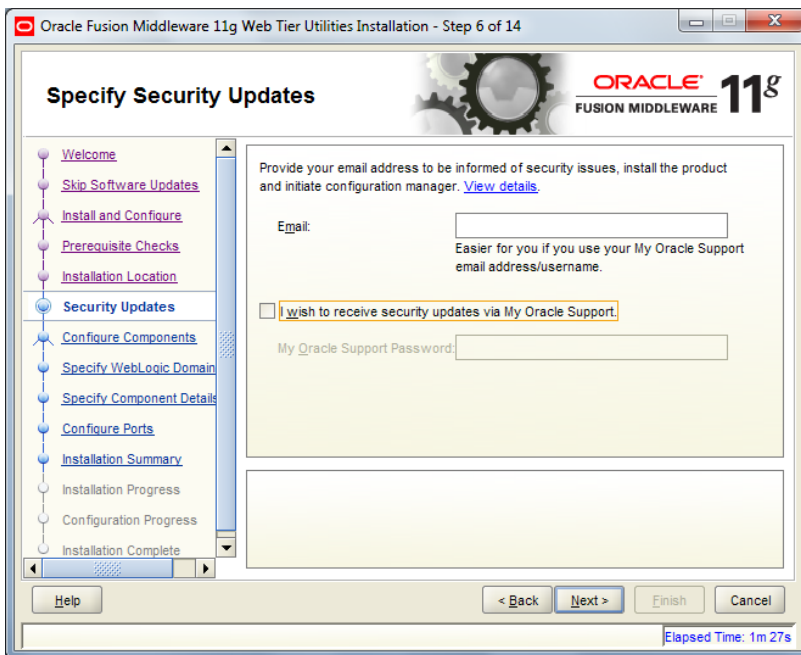 Oracle Fusion Middleware 11g Web Tier Utilities Installation - Step 6 of 14
Specify Security Updates
ORACLE
FUSION MIDDLEWARE 11g
Welcome
Skip Software Updates
Install and Configure
Prerequisite Checks
Installation Location
Security Updates
Configure Components
Specify WebLogic Domain
Specify Component Details
Configure Ports
Installation Summary
Installation Progress
Configuration Progress
Installation Complete
Provide your email address to be informed of security issues, install the product
and initiate configuration manager. View details.
Email:
Easier for you if you use your My Oracle Support
email address/username.
I wish to receive security updates via My Oracle Support.
My Oracle Support Password:
Help
< Back
Next >
Finish
Cancel
Elapsed Time: 1m 27s